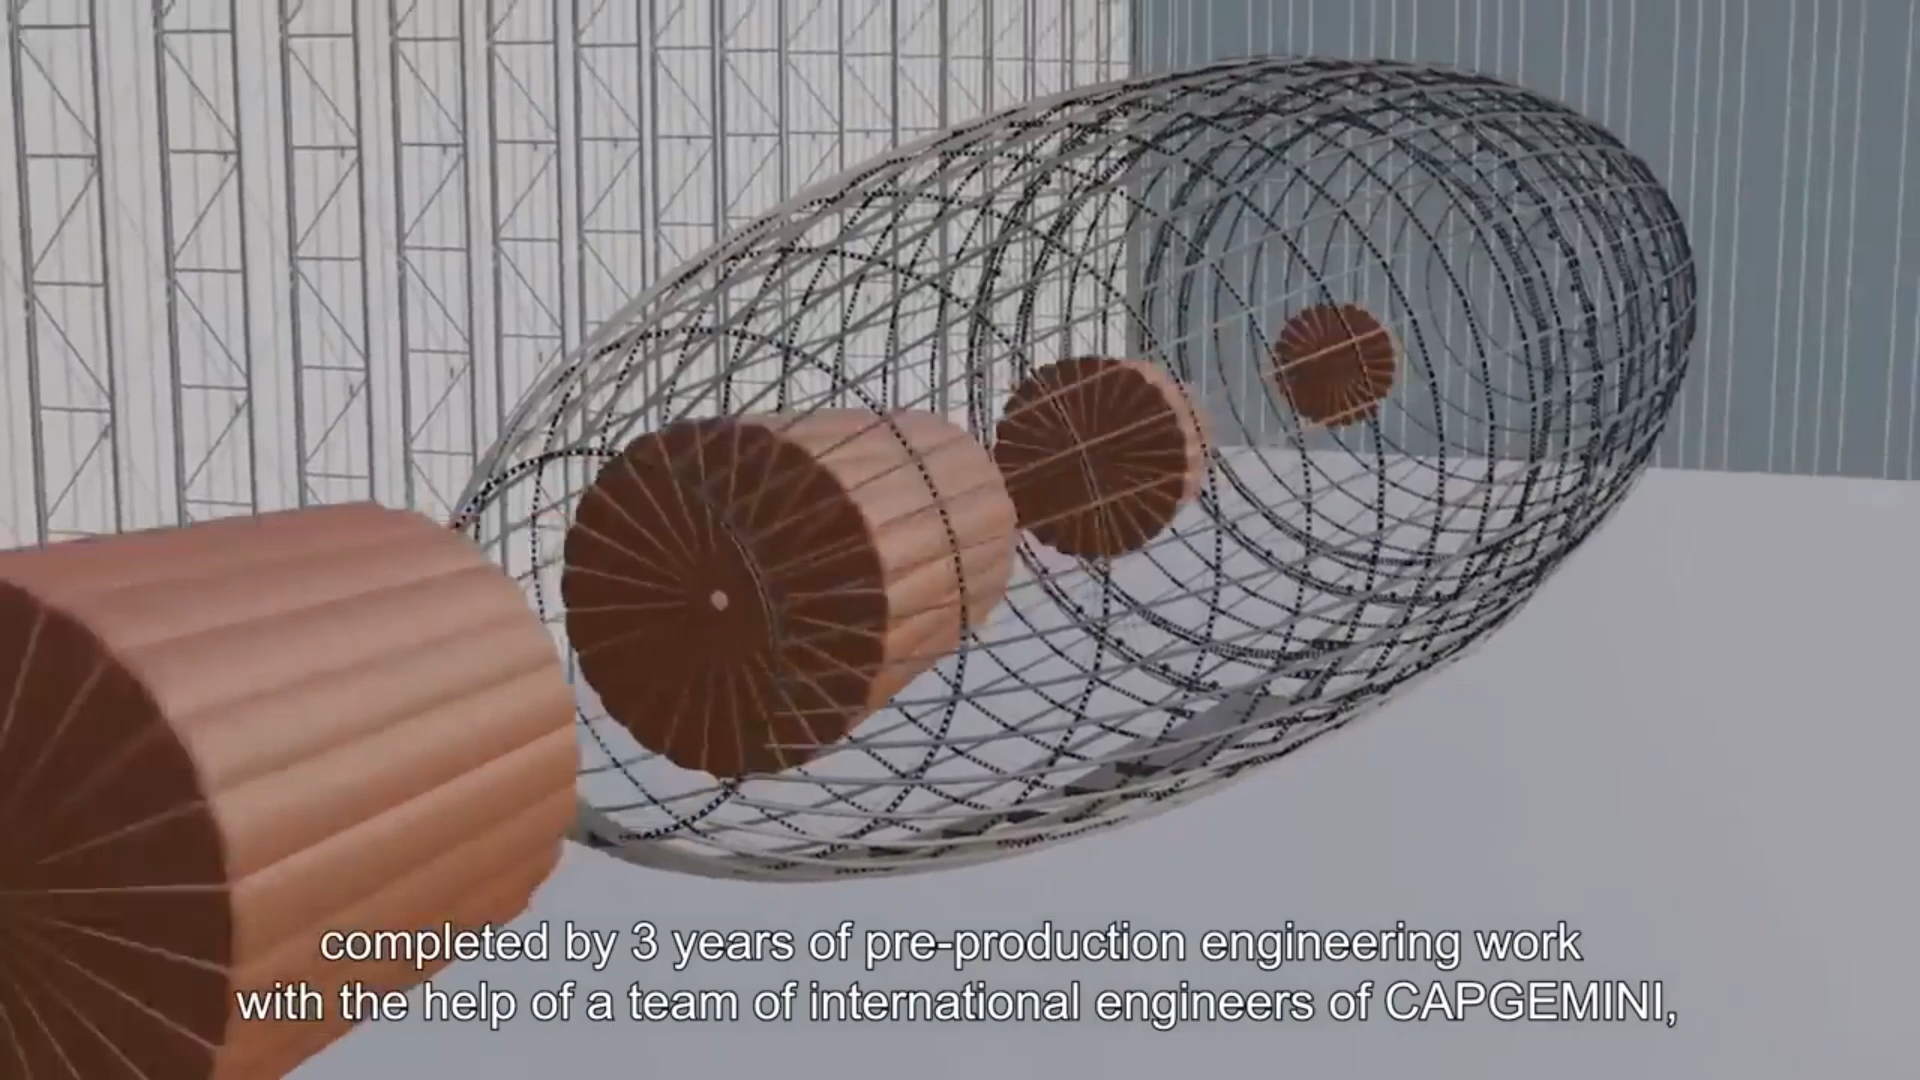 completed by 3 years of pre-production engineering work
with the help of a team of international engineers of CAPGEMINI,